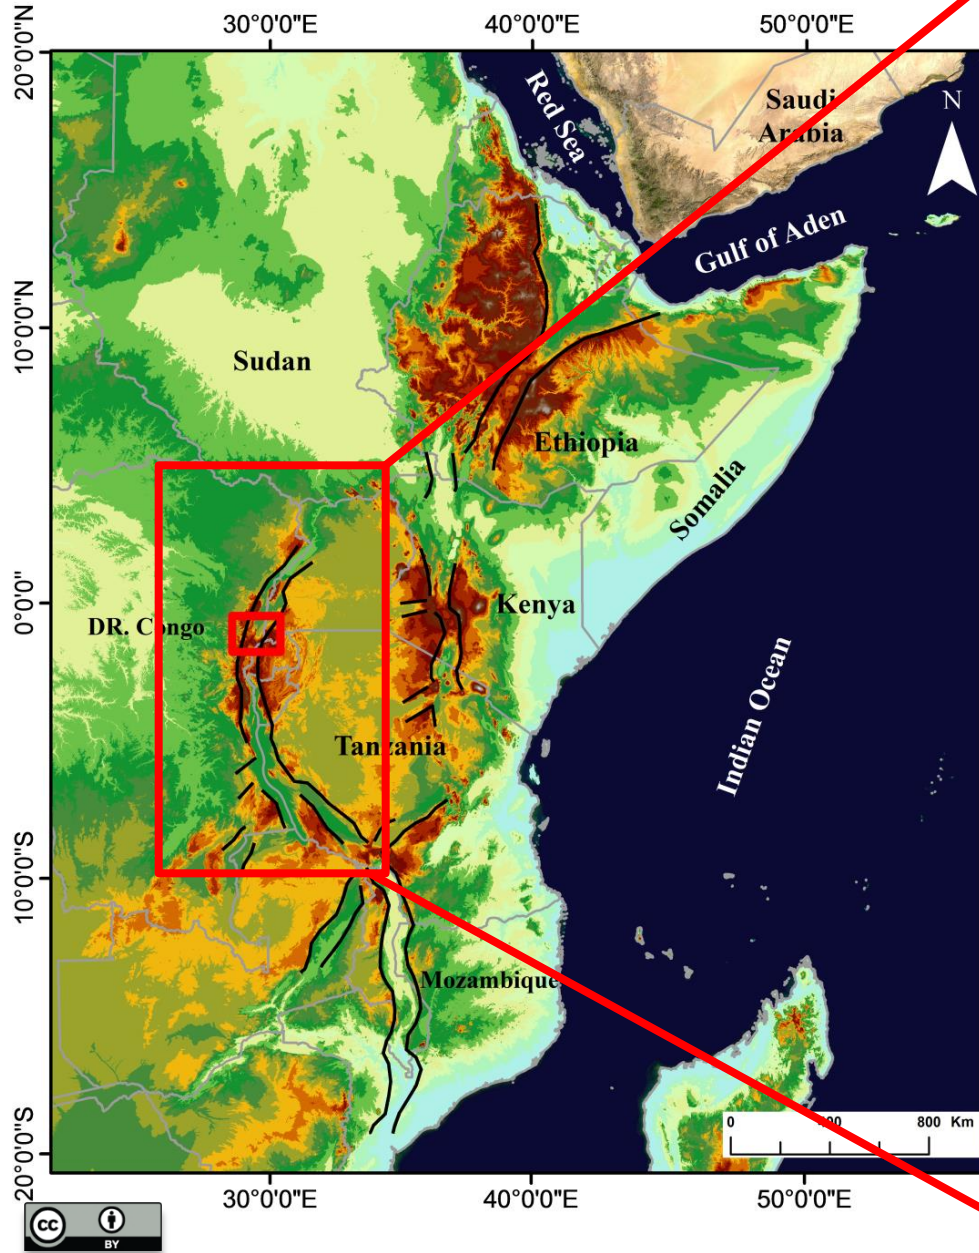 30°0'0"E
40°0'0"E
50°0'0"E
20°0'0"N
10°0'0"N
0°0'0"
10°0'0"S
20°0'0"S
Red Sea
Saudi
Arabia
N
Gulf of Aden
Sudan
Ethiopia
Somalia
DR. Congo
Kenya
Indian Ocean
Tanzania
Mozambique
0
400
800 Km
30°0'0"E
40°0'0"E
50°0'0"E
cc
BY